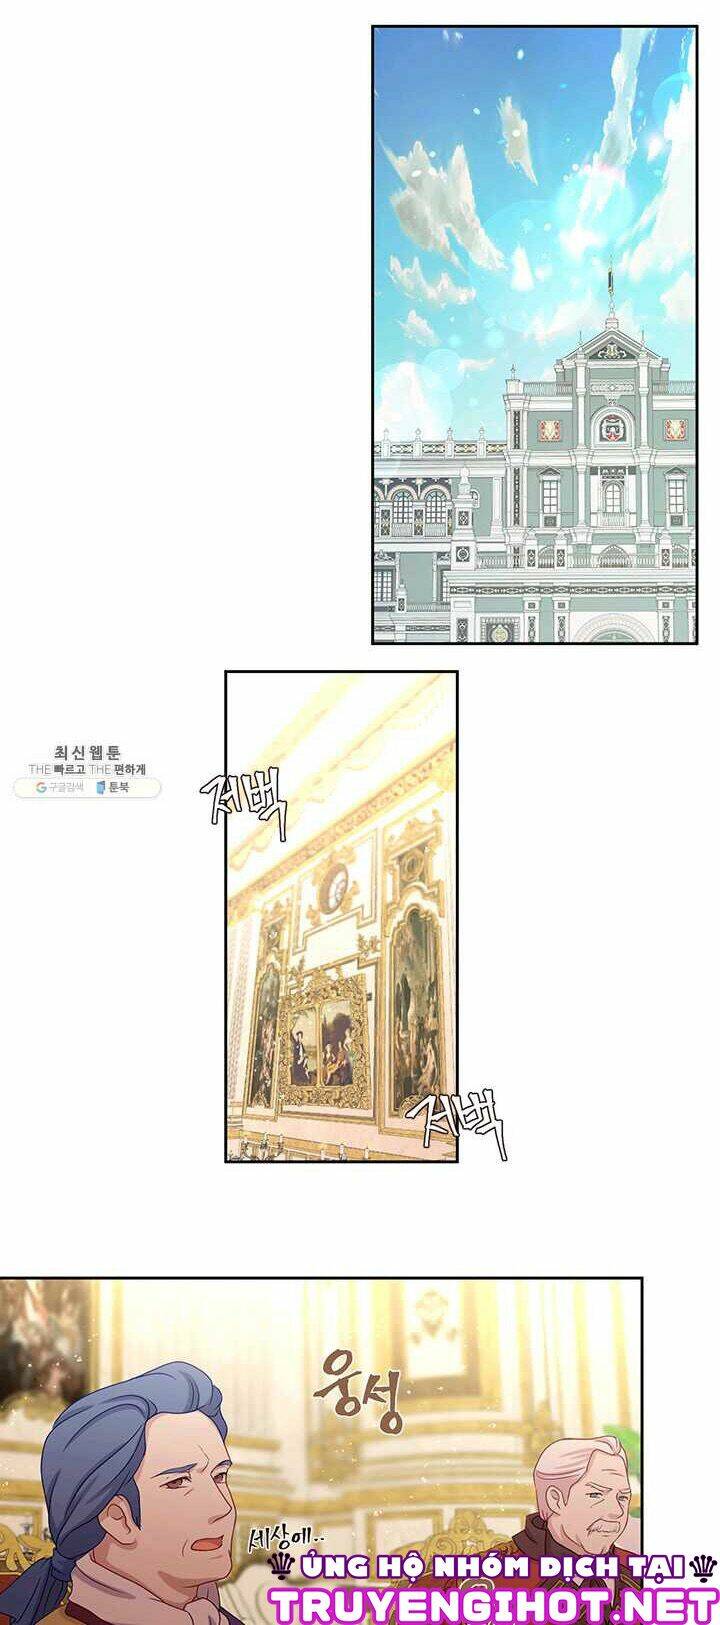 최신웹툰
THE 빠르고 THE 편하게
구글검색 툰북
저벅
저벅
웅성
세상에..
ỦNG HỘ NHÓM DỊCH TẠI
TRUYENGIHOT.NET